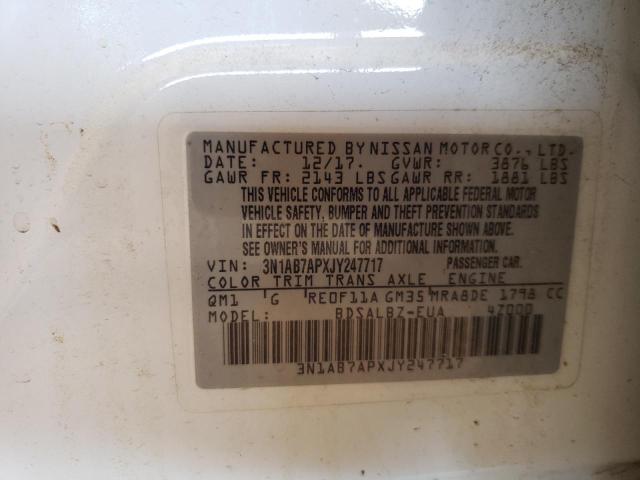 MANUFACTURED BY NISSAN MOTOR CO., LTD.
DATE: 12/17. GVWR: 3876 LBS
GAWR FR: 2143 LBS GAWR RR: 1881 LBS
THIS VEHICLE CONFORMS TO ALL APPLICABLE FEDERAL MOTOR
VEHICLE SAFETY, BUMPER AND THEFT PREVENTION STANDARDS
IN EFFECT ON THE DATE OF MANUFACTURE SHOWN ABOVE.
SEE OWNER'S MANUAL FOR ADDITIONAL INFORMATION.
VIN: 3N1AB7APXJY247717 PASSENGER CAR.
COLOR TRIM TRANS AXLE ENGINE
QM1 G RE0F11A GM35 MRA8DE 1798 CC
MODEL: BDSALBZ-EUA 4Z000
3N1AB7APXJY247717